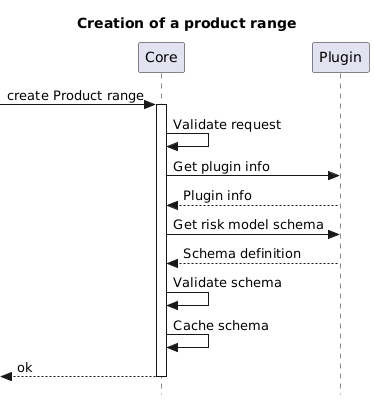 Creation of a product range
Core
Plugin
create Product range
Validate request
Get plugin info
Plugin info
Get risk model schema
Schema definition
Validate schema
Cache schema
ok